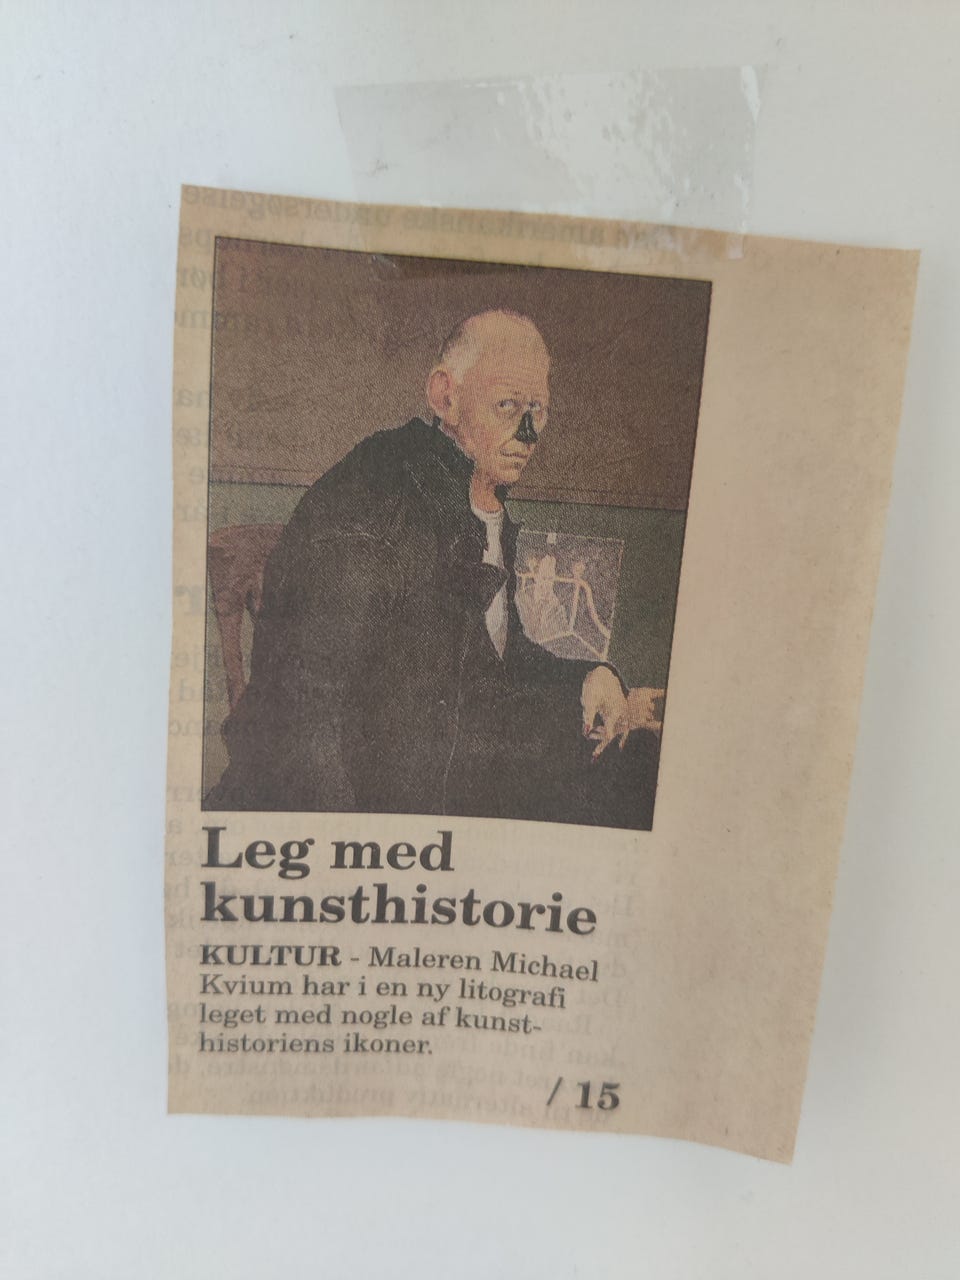 Leg med
kunsthistorie
KULTUR - Maleren Michael
Kvium har i en ny litografi
leget med nogle af kunst-
historiens ikoner.
/ 15